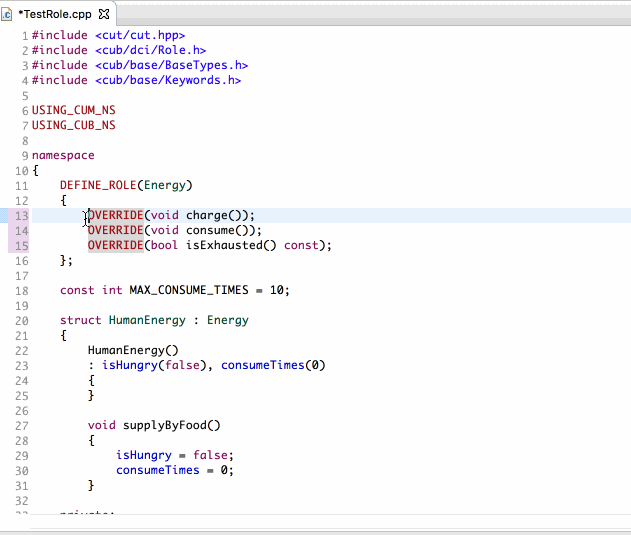 *TestRole.cpp
1 #include <cut/cut.hpp>
2 #include <cub/dci/Role.h>
3 #include <cub/base/BaseTypes.h>
4 #include <cub/base/Keywords.h>
5
6 USING_CUM_NS
7 USING_CUB_NS
8
9 namespace
10 {
11 DEFINE_ROLE(Energy)
12 {
13 OVERRIDE(void charge());
14 OVERRIDE(void consume());
15 OVERRIDE(bool isExhausted() const);
16 };
17
18 const int MAX_CONSUME_TIMES = 10;
19
20 struct HumanEnergy : Energy
21 {
22 HumanEnergy()
23 : isHungry(false), consumeTimes(0)
24 {
25 }
26
27 void supplyByFood()
28 {
29 isHungry = false;
30 consumeTimes = 0;
31 }
32
33 private: